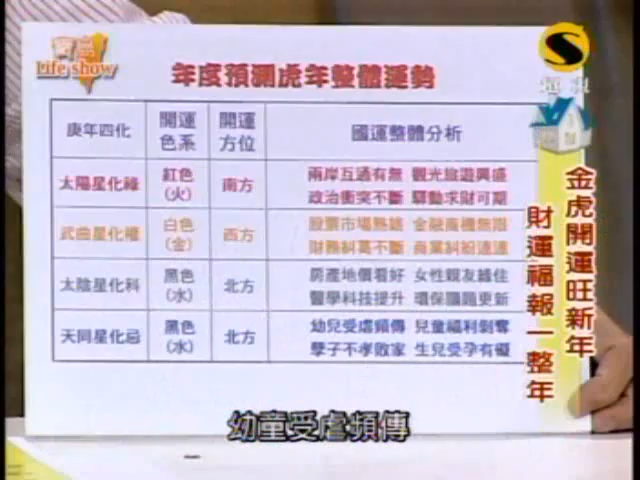 寶島
Life show
年度預測虎年整體運勢
庚年四化
開運
色系
開運
方位
國運整體分析
太陽星化祿
紅色
(火)
南方
兩岸互通有無 觀光旅遊興盛
政治衝突不斷 驛動求財可期
武曲星化權
白色
(金)
西方
股票市場熱絡 金融商機無限
財務糾葛不斷 商業糾紛連連
太陰星化科
黑色
(水)
北方
房產地價看好 女性親友緣佳
醫學科技提升 環保議題更新
天同星化忌
黑色
(水)
北方
幼兒受虐頻傳 兒童福利剝奪
孽子不孝敗家 生兒受孕有礙
金虎開運旺新年
財運福報一整年
幼童受虐頻傳